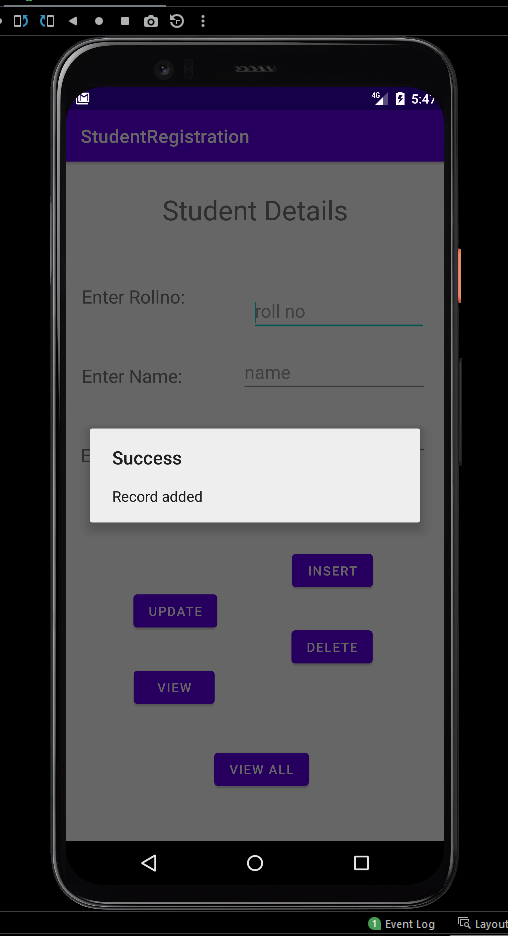 4G 5:47
StudentRegistration
Student Details
Enter Rollno:
roll no
Enter Name:
name
Success
Record added
INSERT
UPDATE
DELETE
VIEW
VIEW ALL
1 Event Log Layout